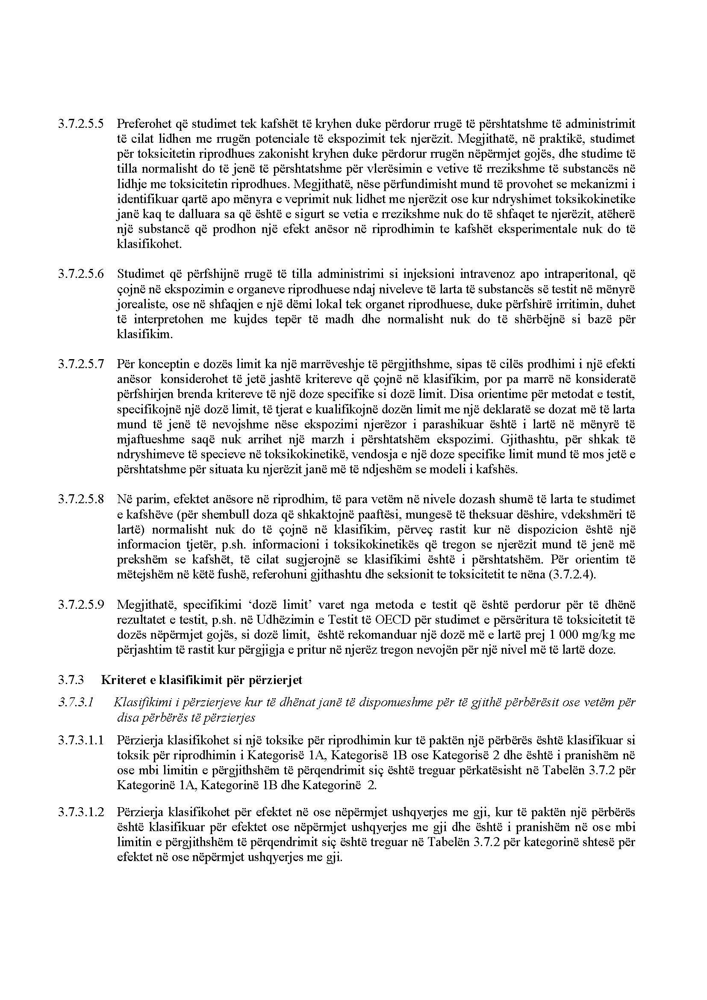 3.7.2.5.5 Preferohet që studimet tek kafshët të kryhen duke përdorur rrugë të përshtatshme të administrimit
të cilat lidhen me rrugën potenciale të ekspozimit tek njerëzit. Megjithatë, në praktikë, studimet
për toksicitetin riprodhues zakonisht kryhen duke përdorur rrugën nëpërmjet gojës, dhe studime të
tilla normalisht do të jenë të përshtatshme për vlerësimin e vetive të rrezikshme të substancës në
lidhje me toksicitetin riprodhues. Megjithatë, nëse përfundimisht mund të provohet se mekanizmi i
identifikuar qartë apo mënyra e veprimit nuk lidhet me njerëzit ose kur ndryshimet toksikokinetike
janë kaq te dalluara sa që është e sigurt se vetia e rrezikshme nuk do të shfaqet te njerëzit, atëherë
një substancë që prodhon një efekt anësor në riprodhimin te kafshët eksperimentale nuk do të
klasifikohet.
3.7.2.5.6 Studimet që përfshijnë rrugë të tilla administrimi si injeksioni intravenoz apo intraperitonal, që
çojnë në ekspozimin e organeve riprodhuese ndaj niveleve të larta të substancës së testit në mënyrë
jorealiste, ose në shfaqjen e një dëmi lokal tek organet riprodhuese, duke përfshirë irritimin, duhet
të interpretohen me kujdes tepër të madh dhe normalisht nuk do të shërbëjnë si bazë për
klasifikim.
3.7.2.5.7 Për konceptin e dozës limit ka një marrëveshje të përgjithshme, sipas të cilës prodhimi i një efekti
anësor konsiderohet të jetë jashtë kritereve që çojnë në klasifikim, por pa marrë në konsideratë
përfshirjen brenda kritereve të një doze specifike si dozë limit. Disa orientime për metodat e testit,
specifikojnë një dozë limit, të tjerat e kualifikojnë dozën limit me një deklaratë se dozat më të larta
mund të jenë të nevojshme nëse ekspozimi njerëzor i parashikuar është i lartë në mënyrë të
mjaftueshme saqë nuk arrihet një marzh i përshtatshëm ekspozimi. Gjithashtu, për shkak të
ndryshimeve të specieve në toksikokinetikë, vendosja e një doze specifike limit mund të mos jetë e
përshtatshme për situata ku njerëzit janë më të ndjeshëm se modeli i kafshës.
3.7.2.5.8 Në parim, efektet anësore në riprodhim, të para vetëm në nivele dozash shumë të larta te studimet
e kafshëve (për shembull doza që shkaktojnë paaftësi, mungesë të theksuar dëshire, vdekshmëri të
lartë) normalisht nuk do të çojnë në klasifikim, përveç rastit kur në dispozicion është një
informacion tjetër, p.sh. informacioni i toksikokinetikës që tregon se njerëzit mund të jenë më
prekshëm se kafshët, të cilat sugjerojnë se klasifikimi është i përshtatshëm. Për orientim të
mëtejshëm në këtë fushë, referohuni gjithashtu dhe seksionit te toksicitetit te nëna (3.7.2.4).
3.7.2.5.9 Megjithatë, specifikimi ‘dozë limit’ varet nga metoda e testit që është perdorur për të dhënë
rezultatet e testit, p.sh. në Udhëzimin e Testit të OECD për studimet e përsëritura të toksicitetit të
dozës nëpërmjet gojës, si dozë limit, është rekomanduar një dozë më e lartë prej 1 000 mg/kg me
përjashtim të rastit kur përgjigja e pritur në njerëz tregon nevojën për një nivel më të lartë doze.
3.7.3 Kriteret e klasifikimit për përzierjet
3.7.3.1 Klasifikimi i përzierjeve kur të dhënat janë të disponueshme për të gjithë përbërësit ose vetëm për
disa përbërës të përzierjes
3.7.3.1.1 Përzierja klasifikohet si një toksike për riprodhimin kur të paktën një përbërës është klasifikuar si
toksik për riprodhimin i Kategorisë 1A, Kategorisë 1B ose Kategorisë 2 dhe është i pranishëm në
ose mbi limitin e përgjithshëm të përqendrimit siç është treguar përkatësisht në Tabelën 3.7.2 për
Kategorinë 1A, Kategorinë 1B dhe Kategorinë 2.
3.7.3.1.2 Përzierja klasifikohet për efektet në ose nëpërmjet ushqyerjes me gji, kur të paktën një përbërës
është klasifikuar për efektet ose nëpërmjet ushqyerjes me gji dhe është i pranishëm në ose mbi
limitin e përgjithshëm të përqendrimit siç është treguar në Tabelën 3.7.2 për kategorinë shtesë për
efektet në ose nëpërmjet ushqyerjes me gji.